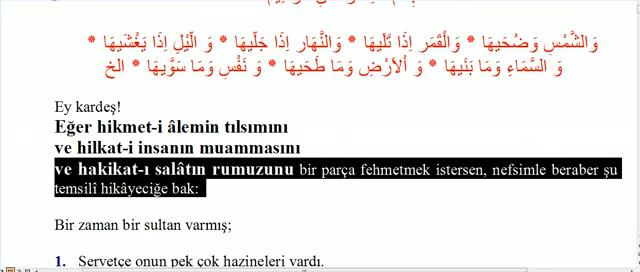 وَالشَّمْسِ وَضُحَيهَا * وَالْقَمَرِ اِذَا تَلَيهَا * وَالنَّهَارِ اِذَا جَلَّيهَا * وَ الَّيْلِ اِذَا يَغْشَيهَا *
وَ السَّمَاءِ وَمَا بَنَيهَا * وَ اْلاَرْضِ وَمَا طَحَيهَا * وَ نَفْسٍ وَمَا سَوَّيهَا * الخ
Ey kardeş!
Eğer hikmet-i âlemin tılsımını
ve hilkat-i insanın muammasını
ve hakikat-ı salâtın rumuzunu bir parça fehmetmek istersen, nefsimle beraber şu
temsilî hikâyeciğe bak:
Bir zaman bir sultan varmış;
1. Servetçe onun pek çok hazineleri vardı.